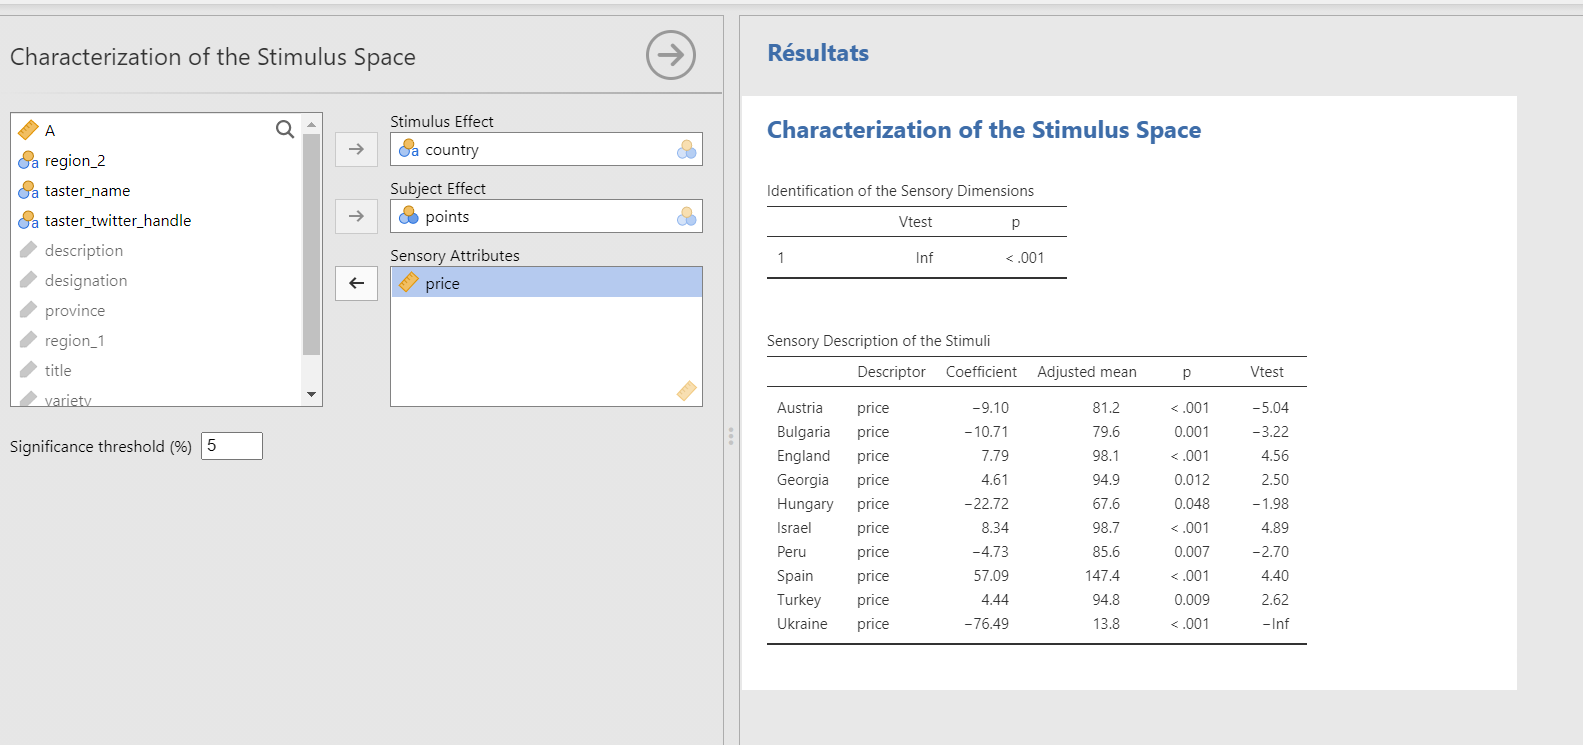 Characterization of the Stimulus Space
A
region_2
taster_name
taster_twitter_handle
description
designation
province
region_1
title
variety
Stimulus Effect
a country
Subject Effect
points
Sensory Attributes
price
Significance threshold (%) 5
Résultats
Characterization of the Stimulus Space
Identification of the Sensory Dimensions
Vtest p
1 Inf < .001
Sensory Description of the Stimuli
Descriptor Coefficient Adjusted mean p Vtest
Austria price −9.10 81.2 < .001 −5.04
Bulgaria price −10.71 79.6 0.001 −3.22
England price 7.79 98.1 < .001 4.56
Georgia price 4.61 94.9 0.012 2.50
Hungary price −22.72 67.6 0.048 −1.98
Israel price 8.34 98.7 < .001 4.89
Peru price −4.73 85.6 0.007 −2.70
Spain price 57.09 147.4 < .001 4.40
Turkey price 4.44 94.8 0.009 2.62
Ukraine price −76.49 13.8 < .001 −Inf